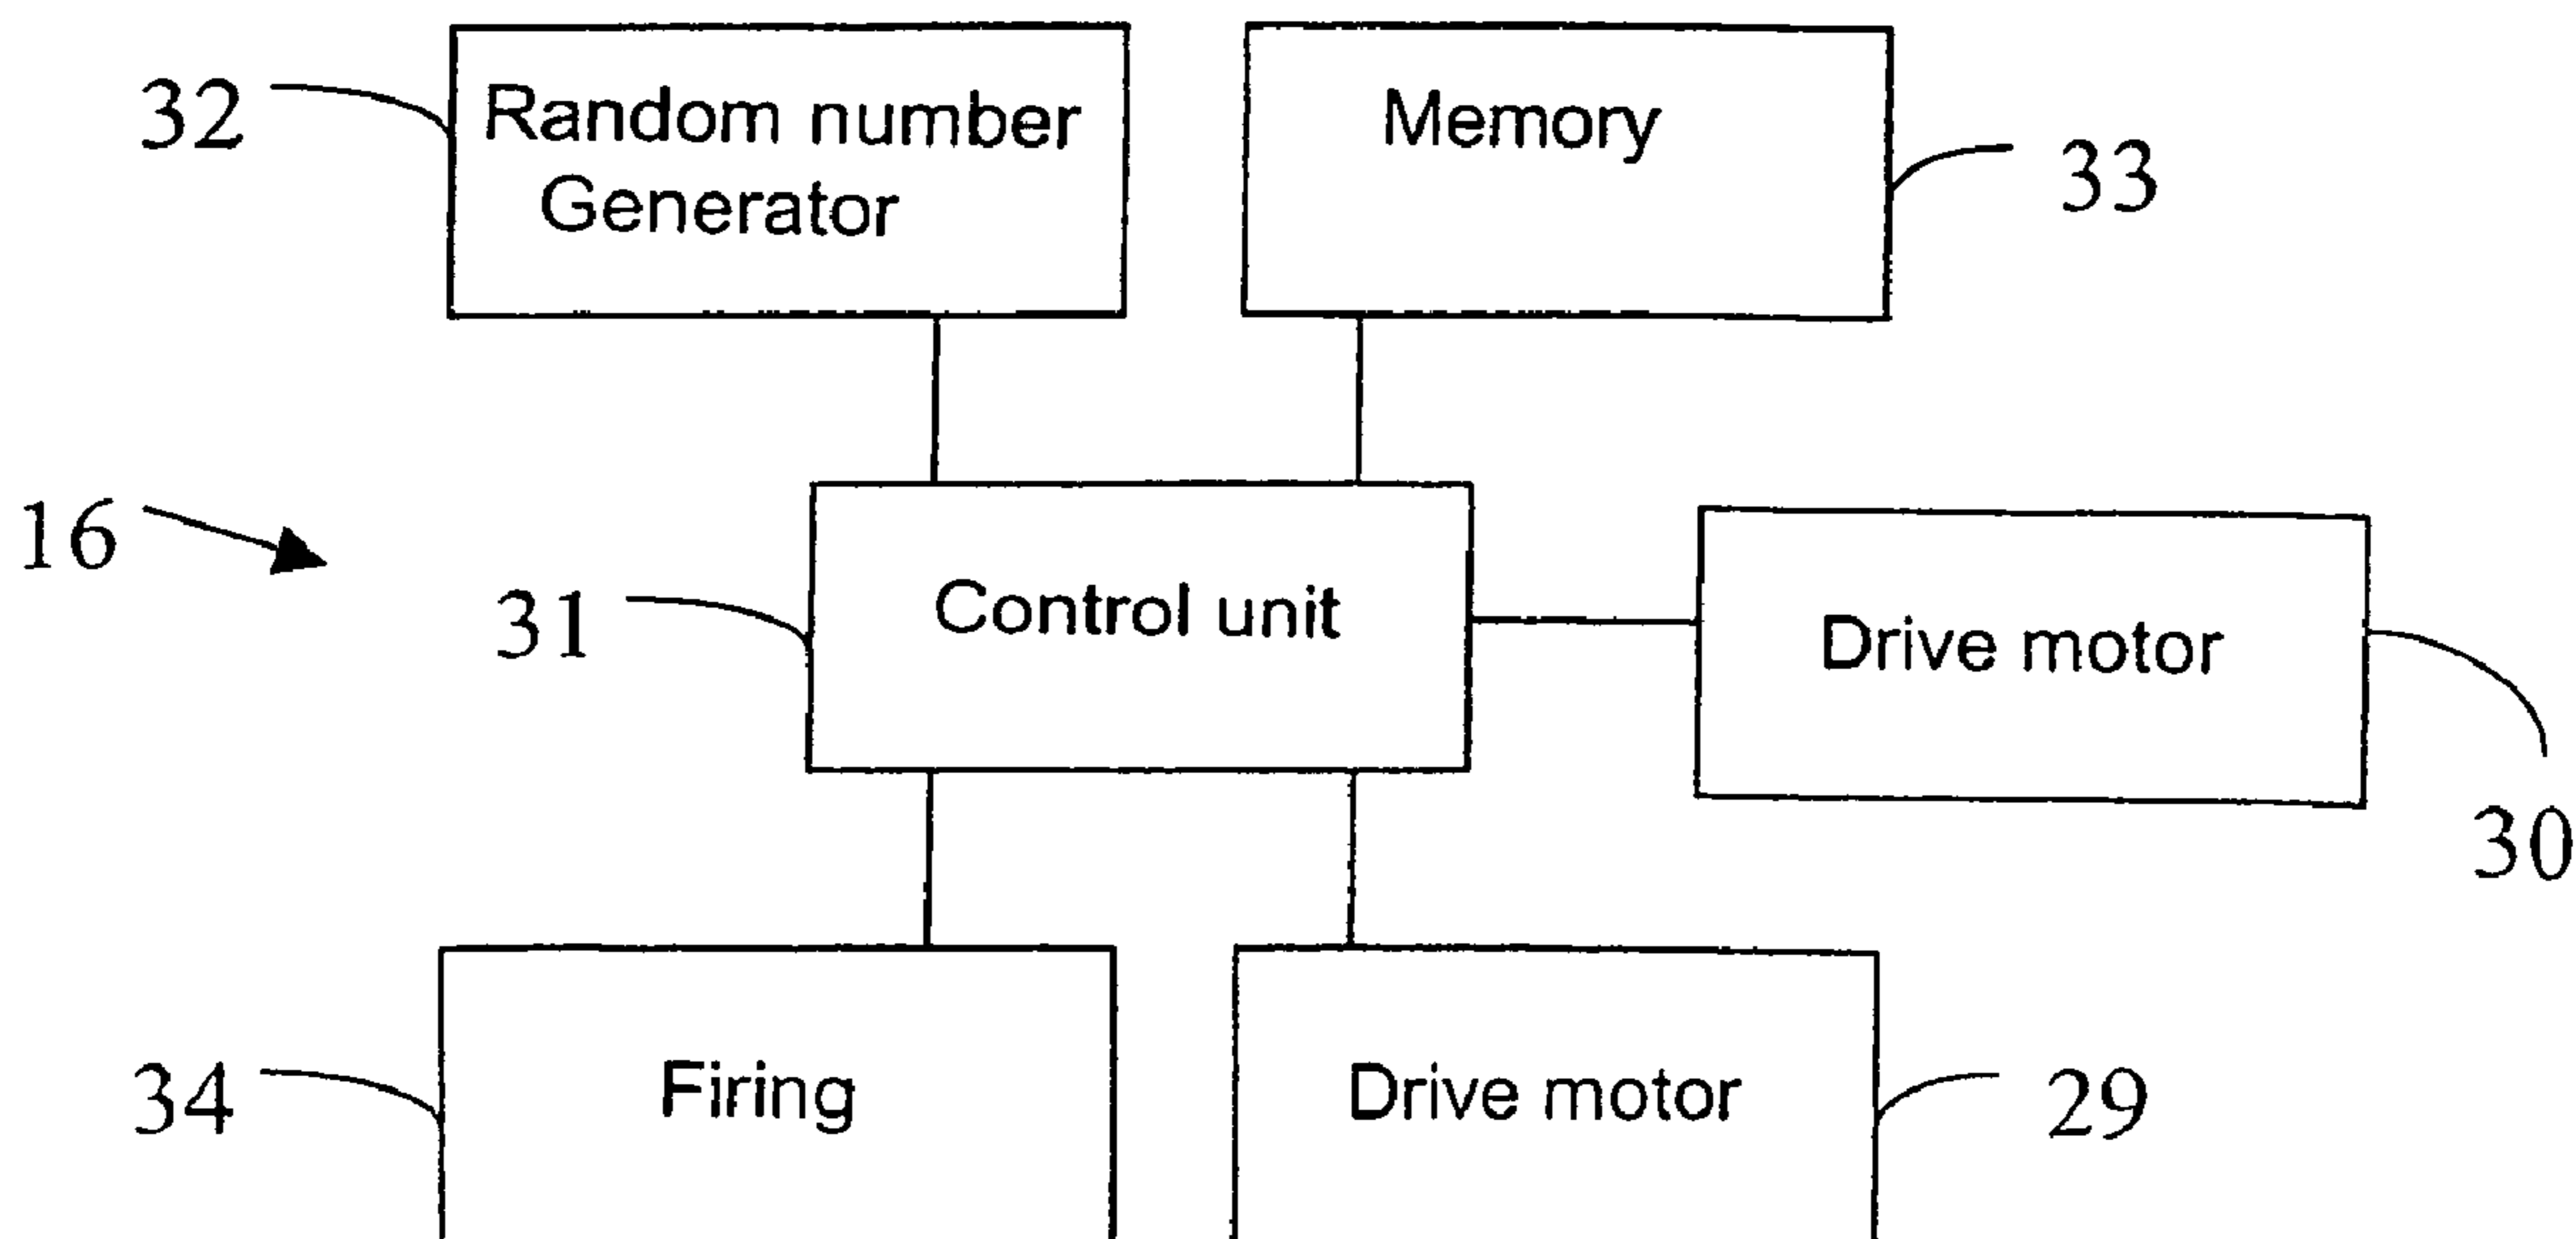 32
Random number
Generator
Memory
33
16
31
Control unit
Drive motor
30
34
Firing
Drive motor
29